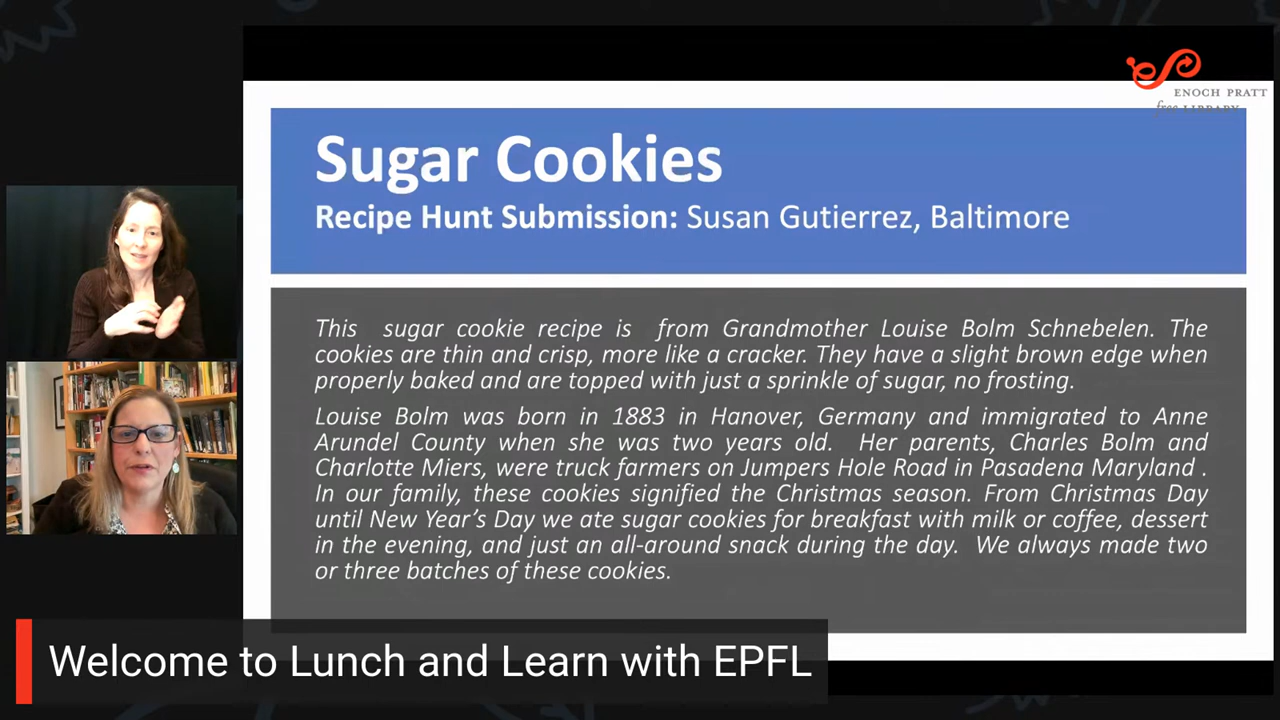 ENOCH PRATT
free LIBRARY
Sugar Cookies
Recipe Hunt Submission: Susan Gutierrez, Baltimore
This sugar cookie recipe is from Grandmother Louise Bolm Schnebelen. The
cookies are thin and crisp, more like a cracker. They have a slight brown edge when
properly baked and are topped with just a sprinkle of sugar, no frosting.
Louise Bolm was born in 1883 in Hanover, Germany and immigrated to Anne
Arundel County when she was two years old. Her parents, Charles Bolm and
Charlotte Miers, were truck farmers on Jumpers Hole Road in Pasadena Maryland .
In our family, these cookies signified the Christmas season. From Christmas Day
until New Year's Day we ate sugar cookies for breakfast with milk or coffee, dessert
in the evening, and just an all-around snack during the day. We always made two
or three batches of these cookies.
Welcome to Lunch and Learn with EPFL